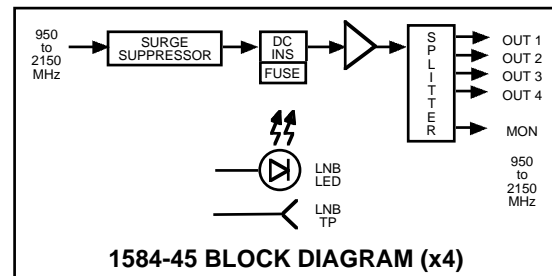 950
to
2150
MHz
SURGE
SUPPRESSOR
DC
INS
FUSE
SPLITTER
OUT 1
OUT 2
OUT 3
OUT 4
MON
950
to
2150
MHz
LNB
LED
LNB
TP
1584-45 BLOCK DIAGRAM (x4)